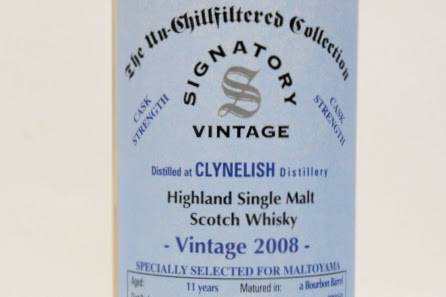 The Un-Chillfiltered Collection
SIGNATORY
S
CASK STRENGTH
CASK STRENGTH
VINTAGE
Distilled at CLYNELISH Distillery
Highland Single Malt
Scotch Whisky
- Vintage 2008 -
SPECIALLY SELECTED FOR MALTOYAMA
Aged: 11 years Matured in: a Bourbon Barrel